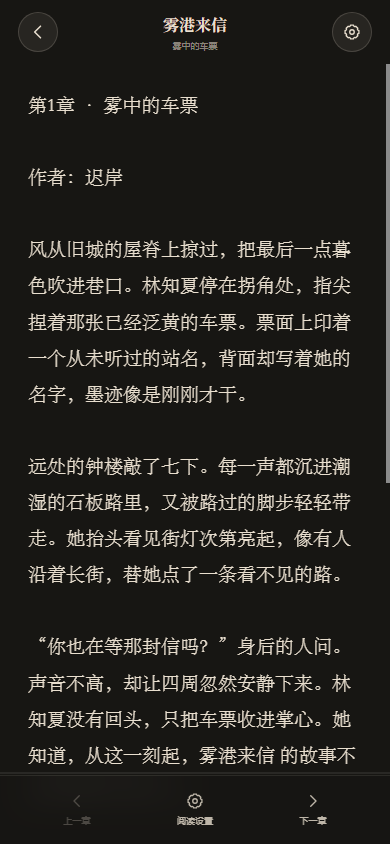 雾港来信
雾中的车票
第1章 · 雾中的车票
作者：迟岸
风从旧城的屋脊上掠过，把最后一点暮
色吹进巷口。林知夏停在拐角处，指尖
捏着那张已经泛黄的车票。票面上印着
一个从未听过的站名，背面却写着她的
名字，墨迹像是刚刚才干。
远处的钟楼敲了七下。每一声都沉进潮
湿的石板路里，又被路过的脚步轻轻带
走。她抬头看见街灯次第亮起，像有人
沿着长街，替她点了一条看不见的路。
“你也在等那封信吗？”身后的人问。
声音不高，却让四周忽然安静下来。林
知夏没有回头，只把车票收进掌心。她
知道，从这一刻起，雾港来信 的故事不
上一章
阅读设置
下一章